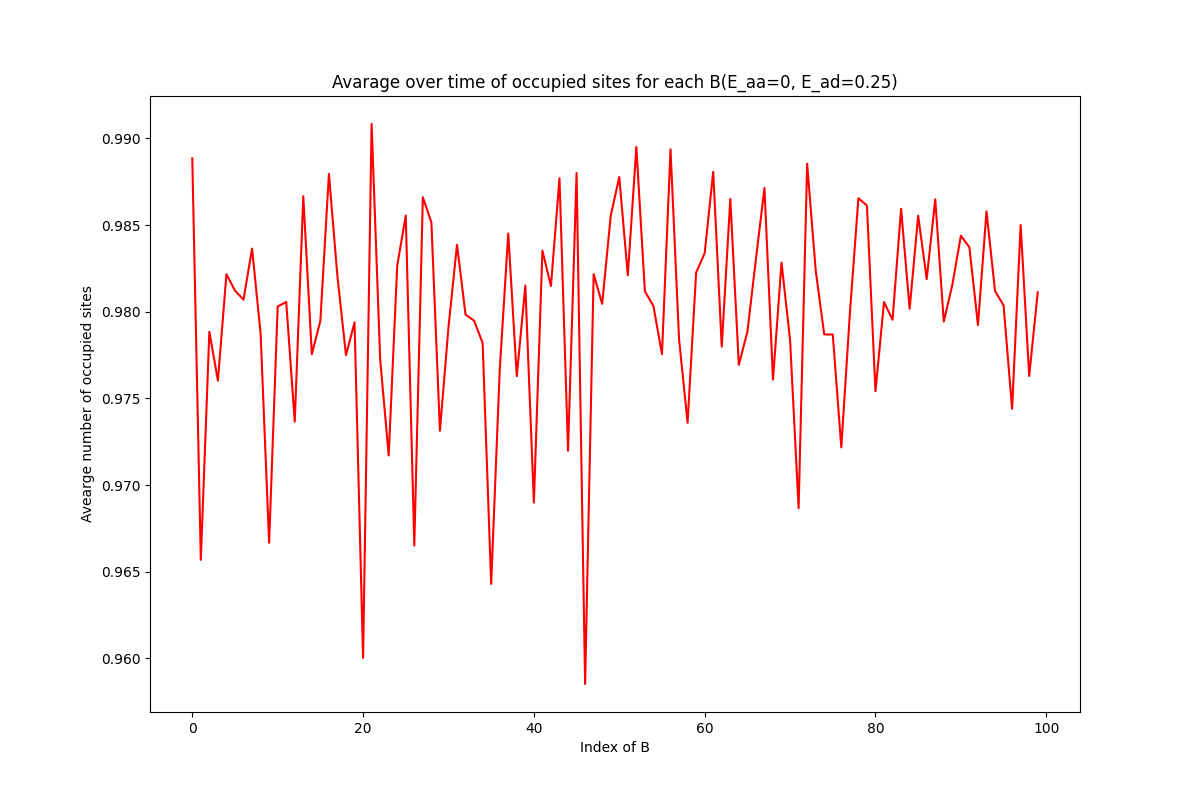 Avarage over time of occupied sites for each B(E_aa=0, E_ad=0.25)
Avearge number of occupied sites
0.990
0.985
0.980
0.975
0.970
0.965
0.960
0 20 40 60 80 100
Index of B